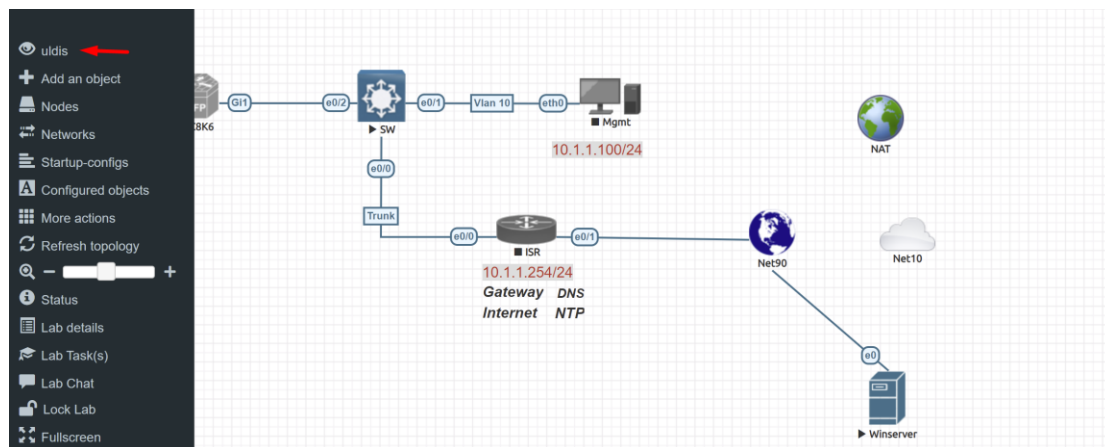 uldis
Add an object
Nodes
Networks
Startup-configs
Configured objects
More actions
Refresh topology
Status
Lab details
Lab Task(s)
Lab Chat
Lock Lab
Fullscreen
FP
Gi1
e0/2
e0/1
Vlan 10
eth0
SW
Mgmt
10.1.1.100/24
NAT
e0/0
Trunk
e0/0
e0/1
ISR
10.1.1.254/24
Gateway DNS
Internet NTP
Net90
Net10
e0
Winserver